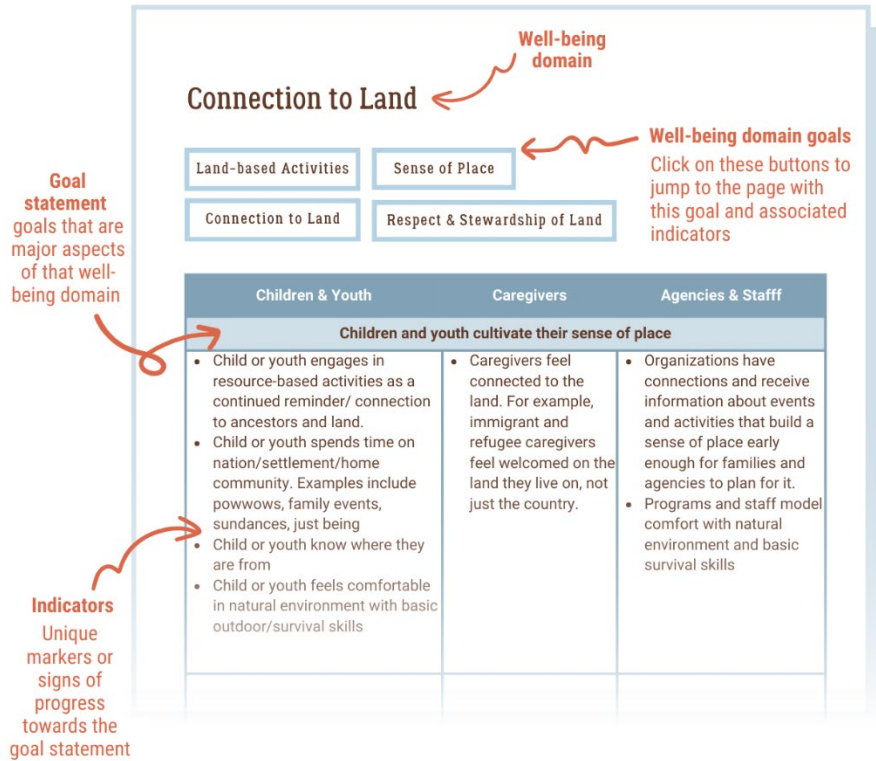 Well-being
domain
Connection to Land
Land-based Activities
Sense of Place
Connection to Land
Respect & Stewardship of Land
Well-being domain goals
Click on these buttons to
jump to the page with
this goal and associated
indicators
Goal
statement
goals that are
major aspects
of that well-
being domain
Children & Youth
Caregivers
Agencies & Stafff
Children and youth cultivate their sense of place
• Child or youth engages in
resource-based activities as a
continued reminder/ connection
to ancestors and land.
• Child or youth spends time on
nation/settlement/home
community. Examples include
powwows, family events,
sundances, just being
• Child or youth know where they
are from
• Child or youth feels comfortable
in natural environment with basic
outdoor/survival skills
• Caregivers feel
connected to the
land. For example,
immigrant and
refugee caregivers
feel welcomed on the
land they live on, not
just the country.
• Organizations have
connections and receive
information about events
and activities that build a
sense of place early
enough for families and
agencies to plan for it.
• Programs and staff model
comfort with natural
environment and basic
survival skills
Indicators
Unique
markers or
signs of
progress
towards the
goal statement